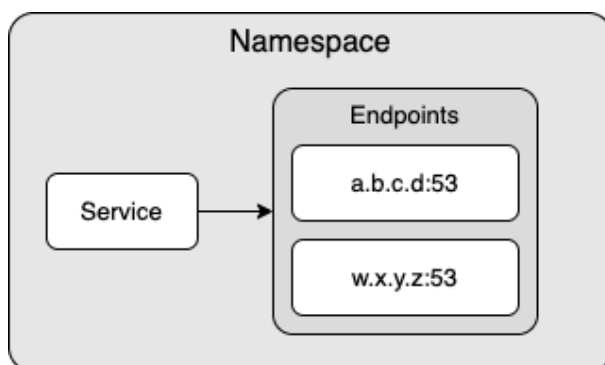 Namespace
Endpoints
a.b.c.d:53
Service
w.x.y.z:53